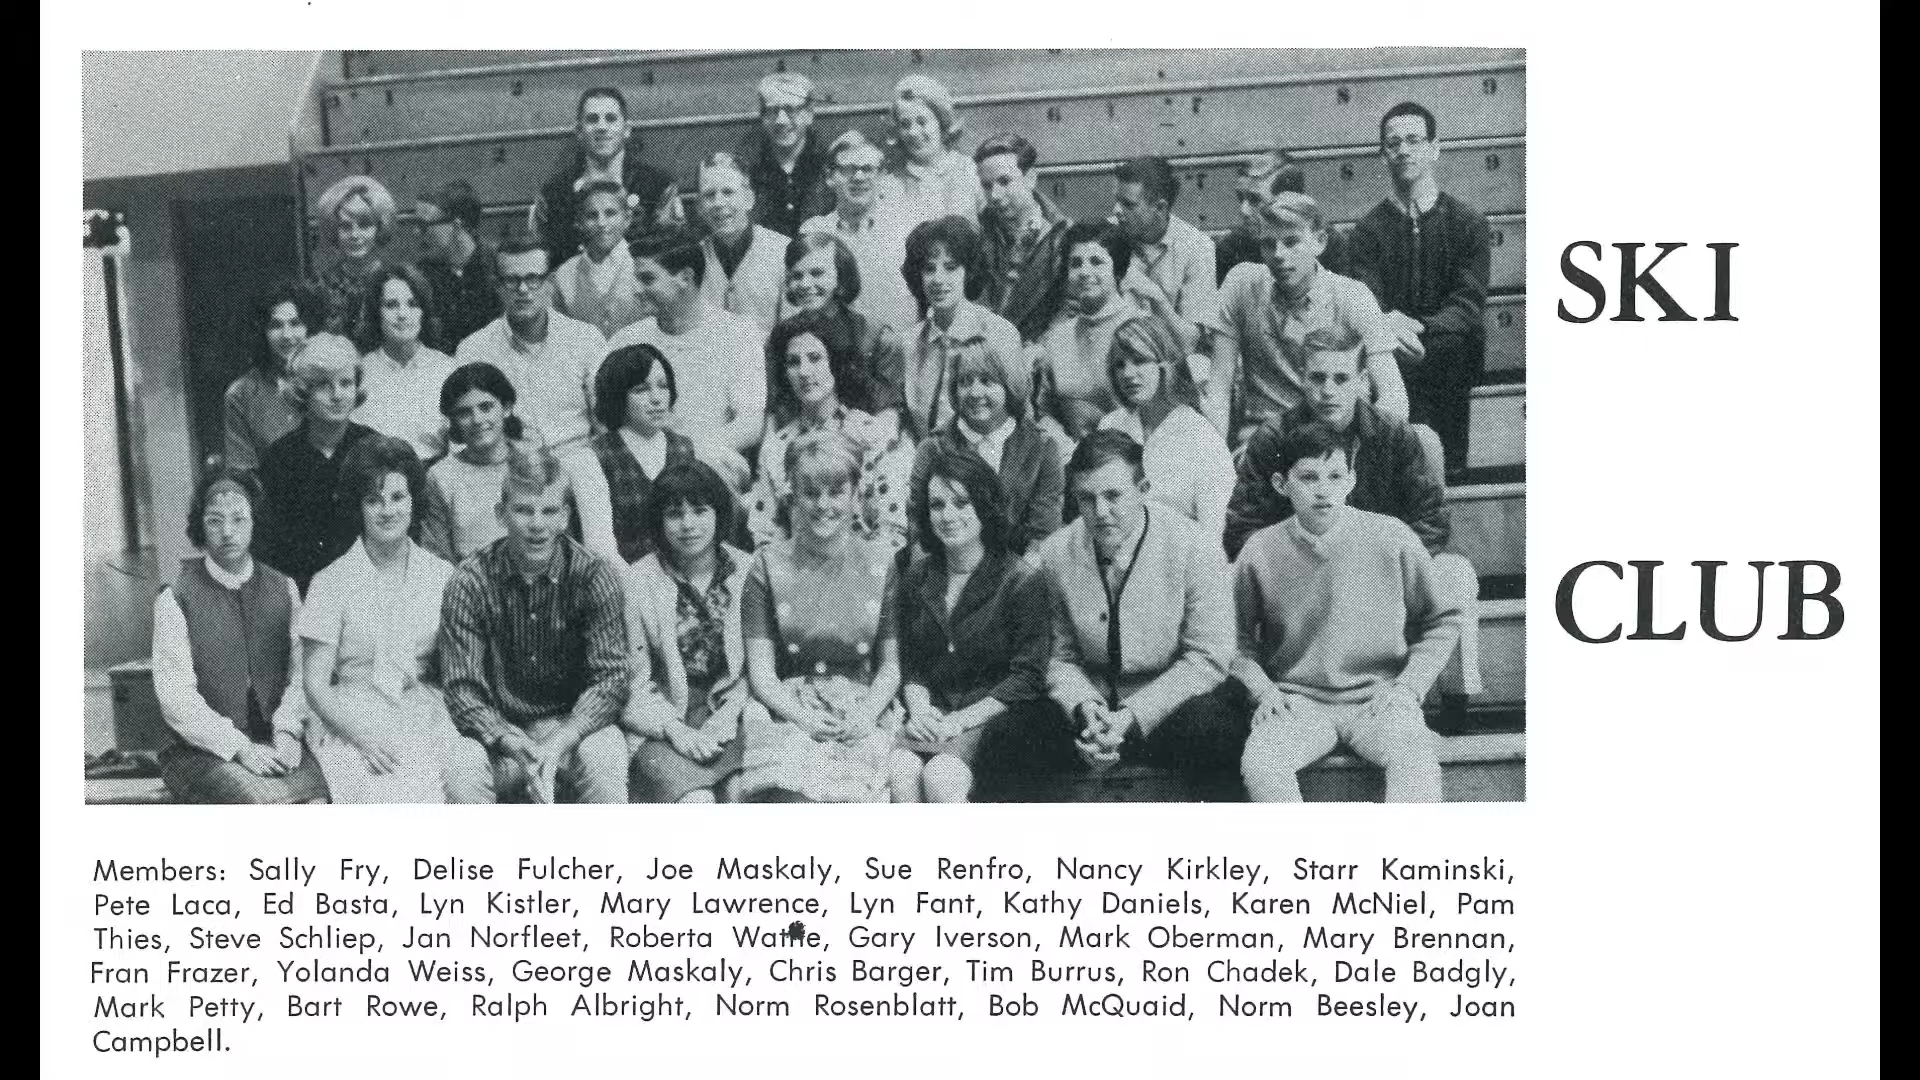 SKI
CLUB
Members: Sally Fry, Delise Fulcher, Joe Maskaly, Sue Renfro, Nancy Kirkley, Starr Kaminski,
Pete Laca, Ed Basta, Lyn Kistler, Mary Lawrence, Lyn Fant, Kathy Daniels, Karen McNiel, Pam
Thies, Steve Schliep, Jan Norfleet, Roberta Gary Iverson, Mark Oberman, Mary Brennan,
Fran Frazer, Yolanda Weiss, George Maskaly, Chris Barger, Tim Burrus, Ron Chadek, Dale Badgly,
Mark Petty, Bart Rowe, Ralph Albright, Norm Rosenblatt, Bob McQuaid, Norm Beesley, Joan
Campbell.